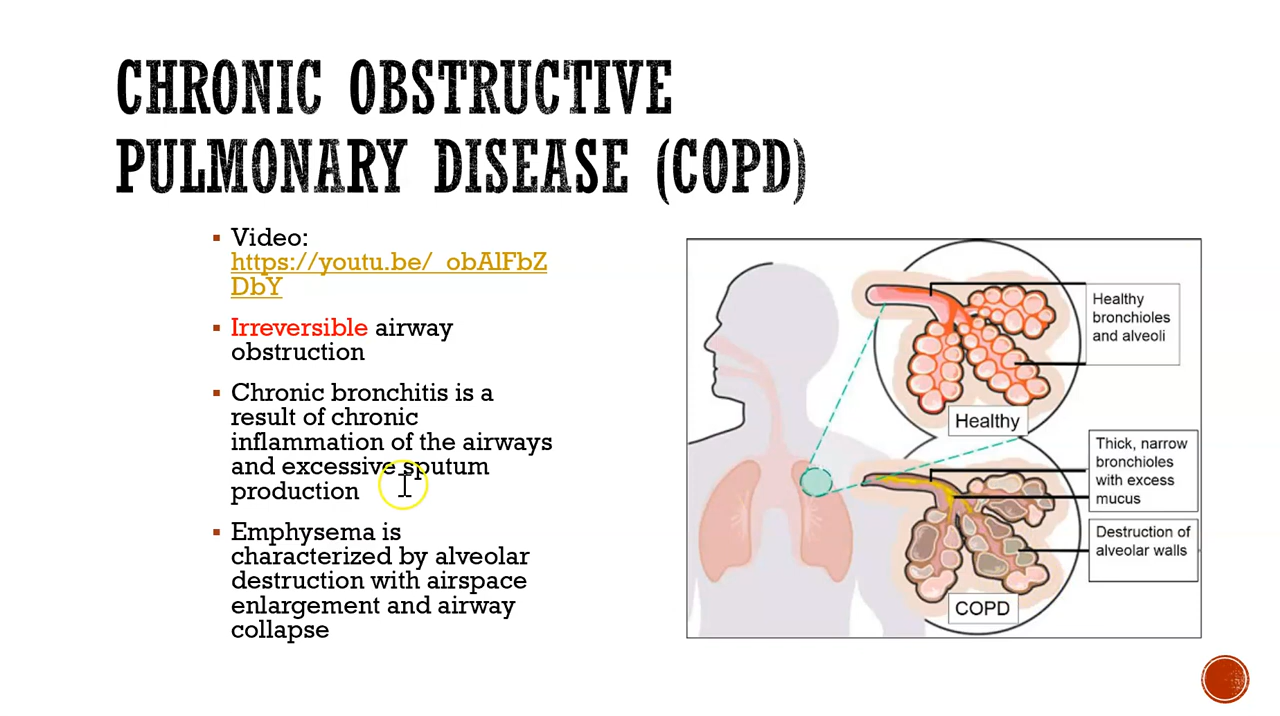 CHRONIC OBSTRUCTIVE
PULMONARY DISEASE (COPD)
Video:
https://youtu.be/_obAlFbZ
DbY
Irreversible airway
obstruction
Chronic bronchitis is a
result of chronic
inflammation of the airways
and excessive sputum
production
Emphysema is
characterized by alveolar
destruction with airspace
enlargement and airway
collapse
Healthy
bronchioles
and alveoli
Healthy
Thick, narrow
bronchioles
with excess
mucus
Destruction of
alveolar walls
COPD